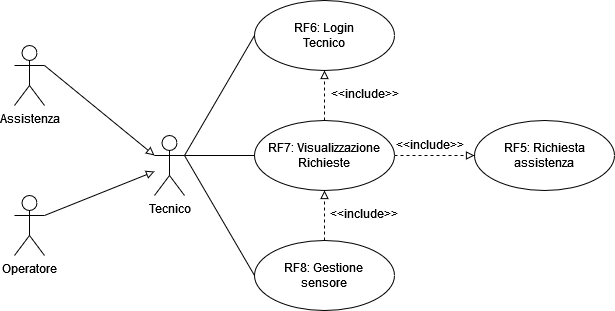 RF6: Login
Tecnico
Assistenza
<<include>>
RF7: Visualizzazione
Richieste
<<include>>
RF5: Richiesta
assistenza
Tecnico
<<include>>
Operatore
RF8: Gestione
sensore